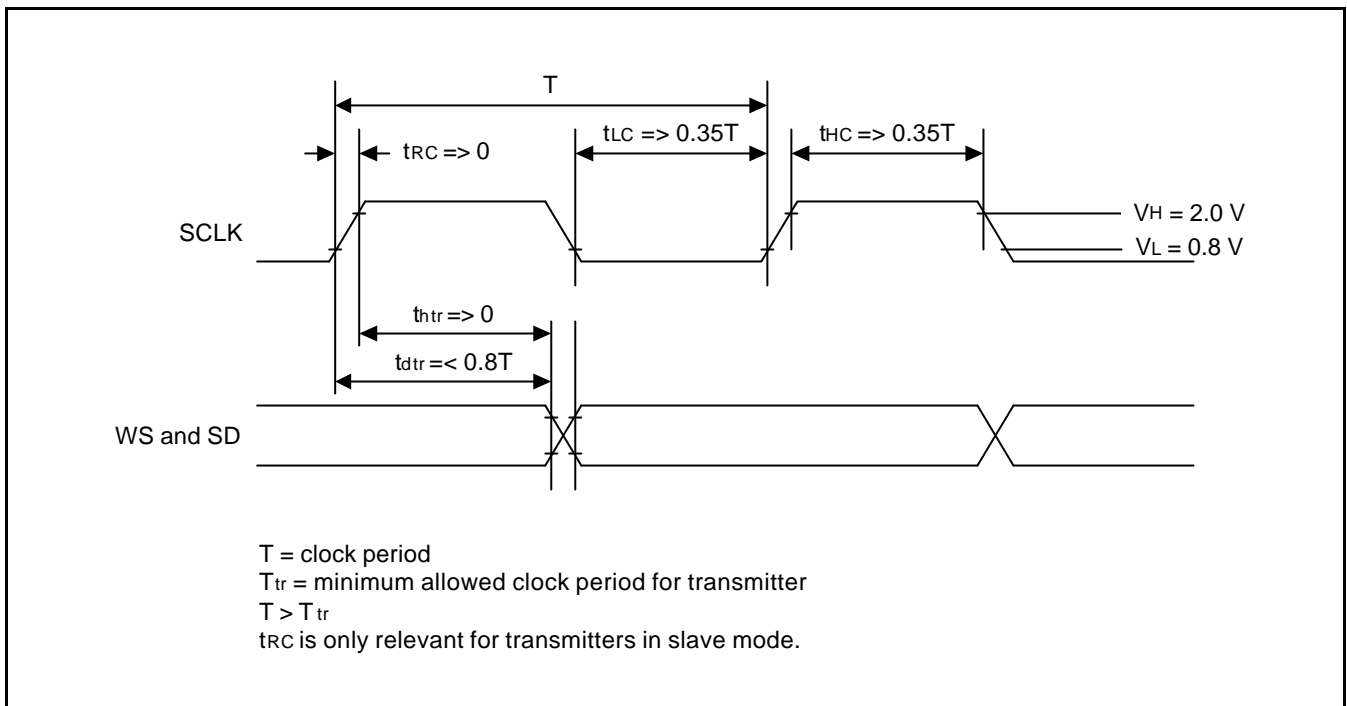 T
tLC => 0.35T
tHC => 0.35T
tRC => 0
SCLK
VH = 2.0 V
VL = 0.8 V
thtr => 0
tdtr =< 0.8T
WS and SD
T = clock period
Ttr = minimum allowed clock period for transmitter
T > Ttr
tRC is only relevant for transmitters in slave mode.